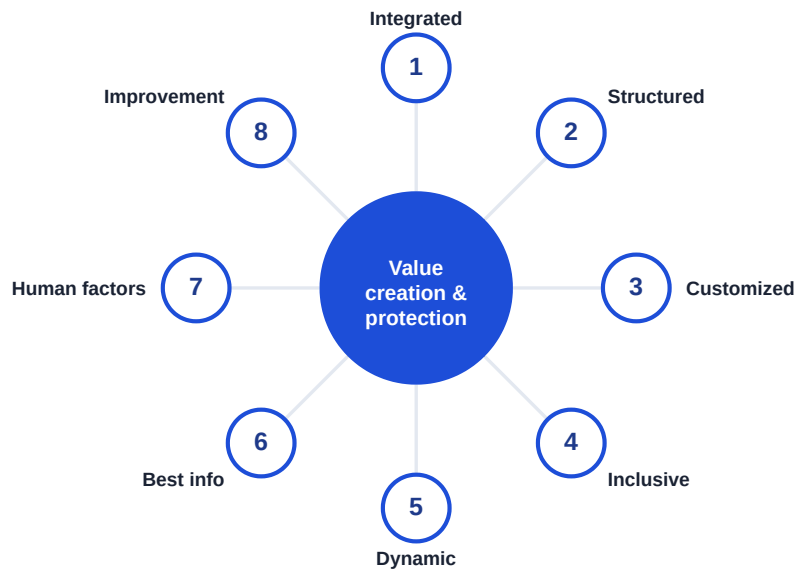 Integrated
1
Structured
2
Customized
3
Inclusive
4
Dynamic
5
Best info
6
Human factors
7
Improvement
8
Value
creation &
protection